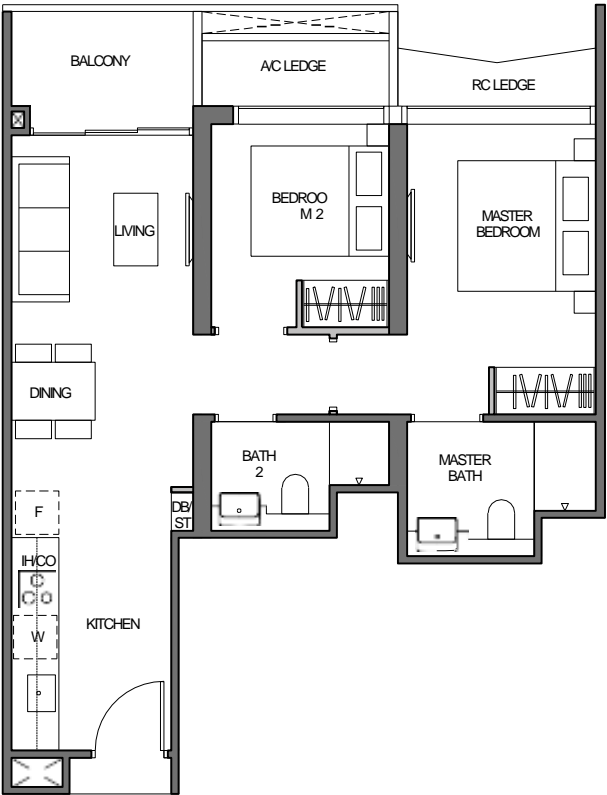 BALCONY
A/C LEDGE
RC LEDGE
BEDROO
M 2
LIVING
MASTER
BEDROOM
DINING
BATH
2
MASTER
BATH
F
DB/
ST
IH/CO
W
KITCHEN